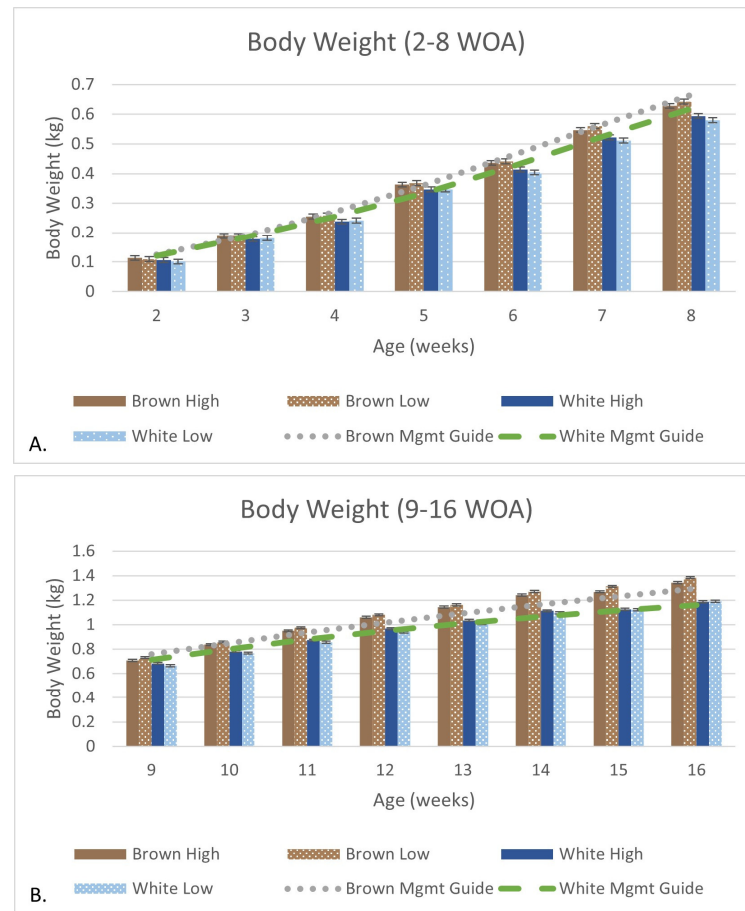 Body Weight (2-8 WOA)
Body Weight (kg)
0.7
0.6
0.5
0.4
0.3
0.2
0.1
0
2 3 4 5 6 7 8
Age (weeks)
Brown High Brown Low White High
White Low Brown Mgmt Guide White Mgmt Guide
A.
Body Weight (9-16 WOA)
Body Weight (kg)
1.6
1.4
1.2
1
0.8
0.6
0.4
0.2
0
9 10 11 12 13 14 15 16
Age (weeks)
Brown High Brown Low White High
White Low Brown Mgmt Guide White Mgmt Guide
B.